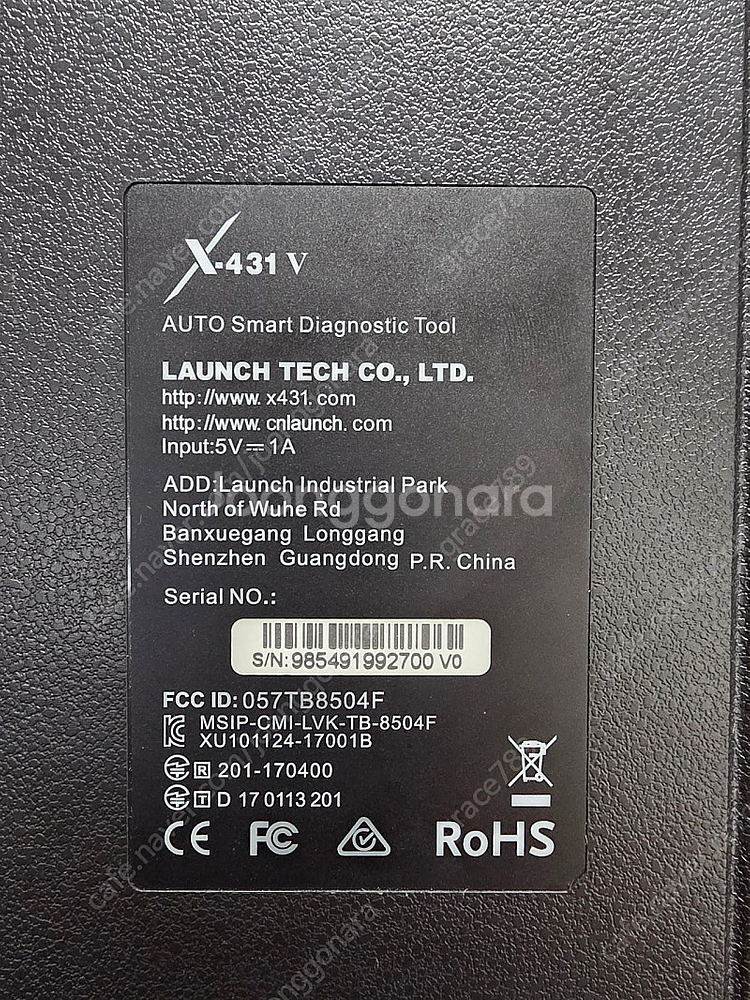 X-431 V
AUTO Smart Diagnostic Tool
LAUNCH TECH CO., LTD.
http://www. x431. com
http://www. cnlaunch. com
Input:5V⎓1A
ADD:Launch Industrial Park
North of Wuhe Rd
Banxuegang Longgang
Shenzhen Guangdong P.R. China
Joonggonara
Serial NO.:
S/N:985491992700 V0
FCC ID:057TB8504F
MSIP-CMI-LVK-TB-8504F
XU101124-17001B
R 201-170400
T D 17 0113 201
CE FC RoHS